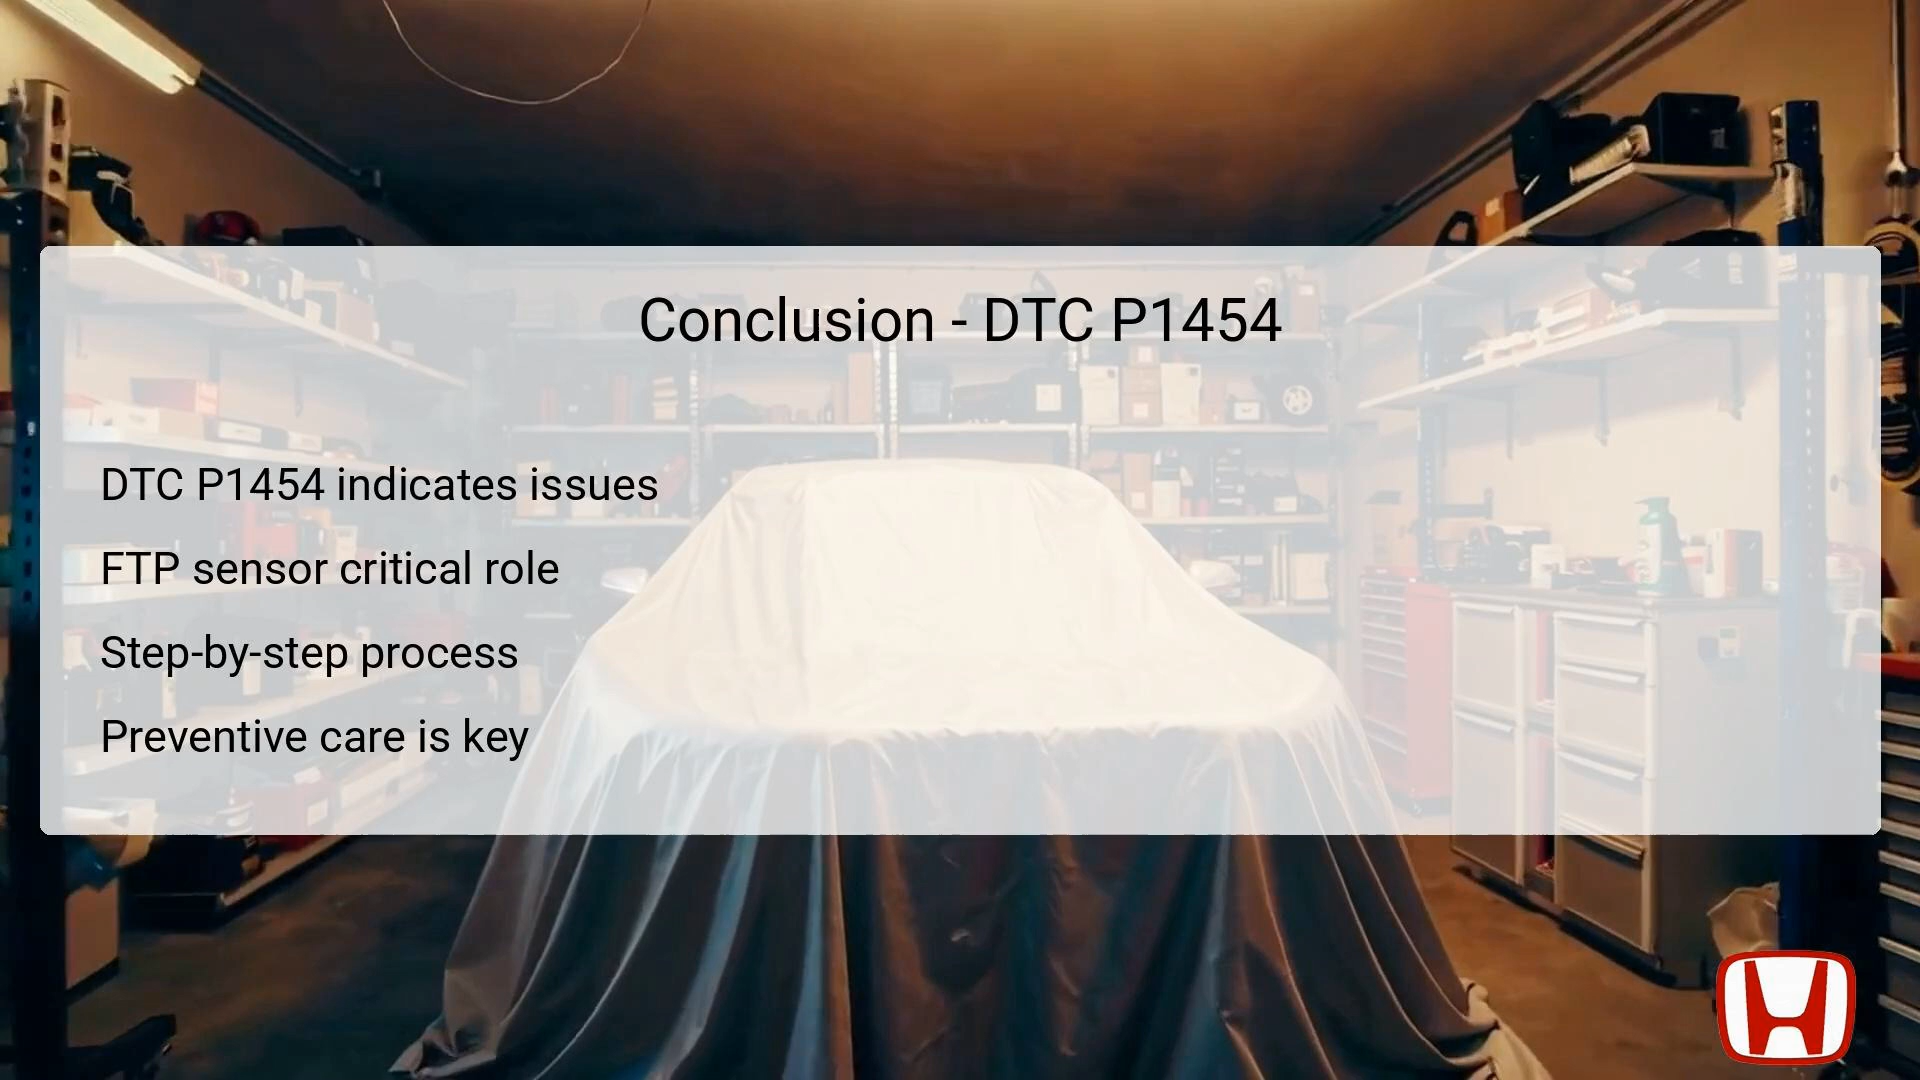 Conclusion - DTC P1454
DTC P1454 indicates issues
FTP sensor critical role
Step-by-step process
Preventive care is key